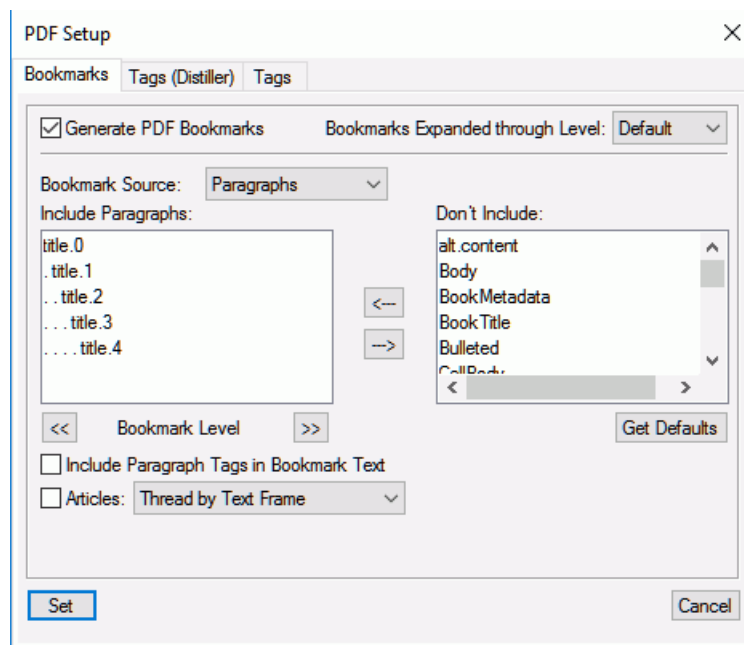 PDF Setup
Bookmarks Tags (Distiller) Tags
Generate PDF Bookmarks Bookmarks Expanded through Level: Default
Bookmark Source: Paragraphs
Include Paragraphs: Don't Include:
title.0
. title.1
. . title.2
. . . title.3
. . . . title.4
<---
--->
alt.content
Body
BookMetadata
BookTitle
Bulleted
CellBody
<< Bookmark Level >> Get Defaults
Include Paragraph Tags in Bookmark Text
Articles: Thread by Text Frame
Set Cancel